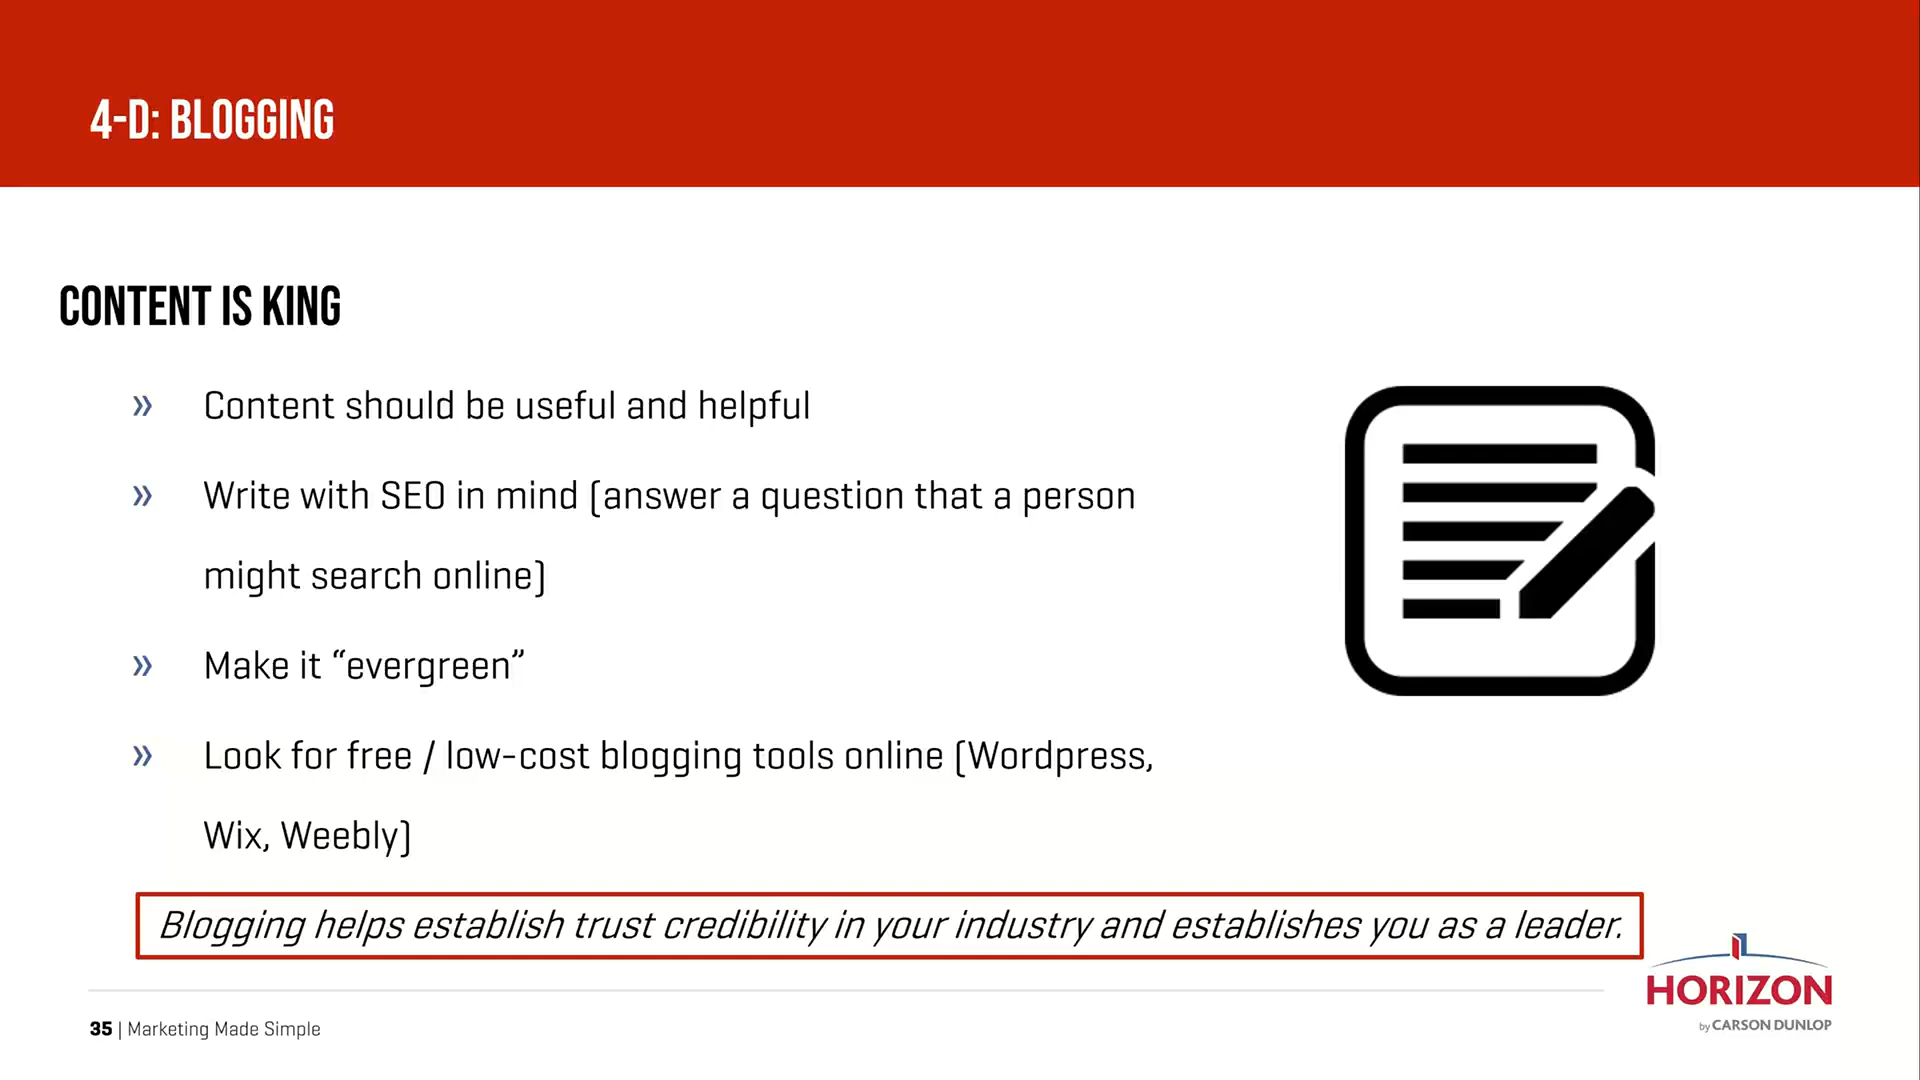 4-D: BLOGGING
CONTENT IS KING
» Content should be useful and helpful
» Write with SEO in mind (answer a question that a person
might search online)
» Make it “evergreen”
» Look for free / low-cost blogging tools online (Wordpress,
Wix, Weebly)
Blogging helps establish trust credibility in your industry and establishes you as a leader.
HORIZON
by CARSON DUNLOP
35 | Marketing Made Simple